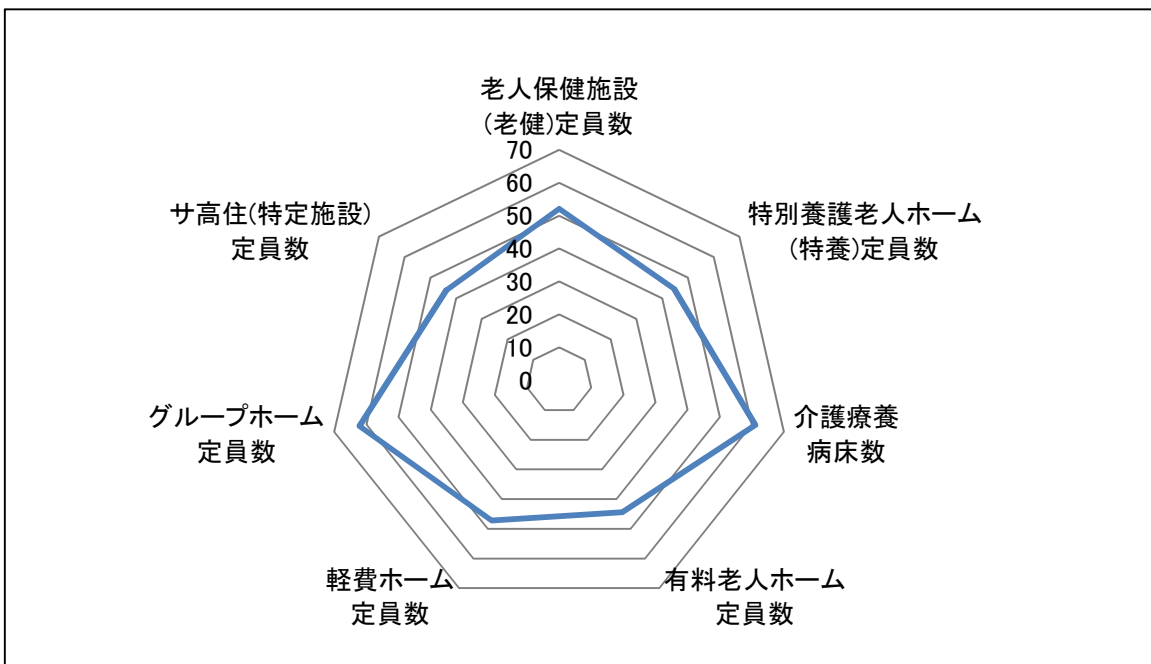 老人保健施設
(老健)定員数
70
60
50
40
30
20
10
0
特別養護老人ホーム
(特養)定員数
介護療養
病床数
有料老人ホーム
定員数
軽費ホーム
定員数
グループホーム
定員数
サ高住(特定施設)
定員数